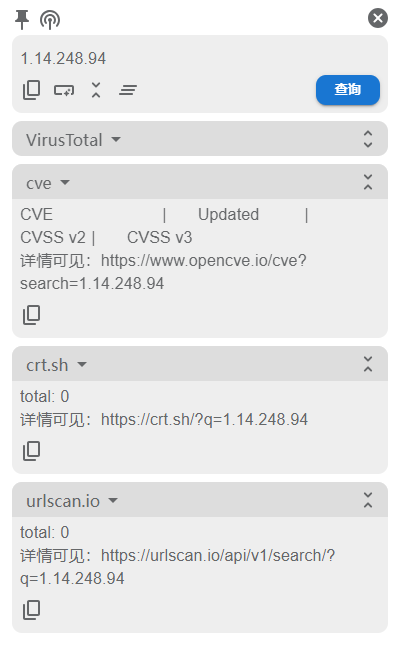 1.14.248.94
查询
VirusTotal
cve
CVE | Updated |
CVSS v2 | CVSS v3
详情可见：https://www.opencve.io/cve?
search=1.14.248.94
crt.sh
total: 0
详情可见：https://crt.sh/?q=1.14.248.94
urlscan.io
total: 0
详情可见：https://urlscan.io/api/v1/search/?
q=1.14.248.94